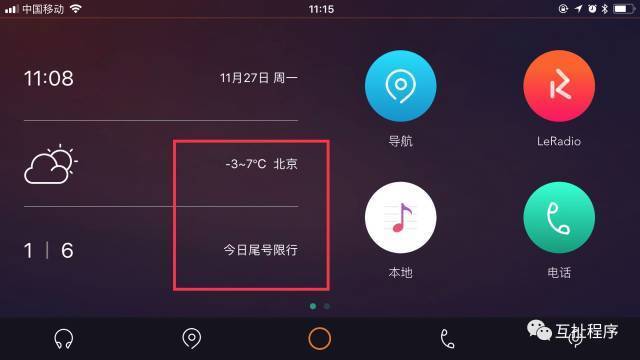 中国移动
11:15
11:08
11月27日 周一
-3~7℃ 北京
1 | 6
今日尾号限行
导航
LeRadio
本地
电话
互扯程序